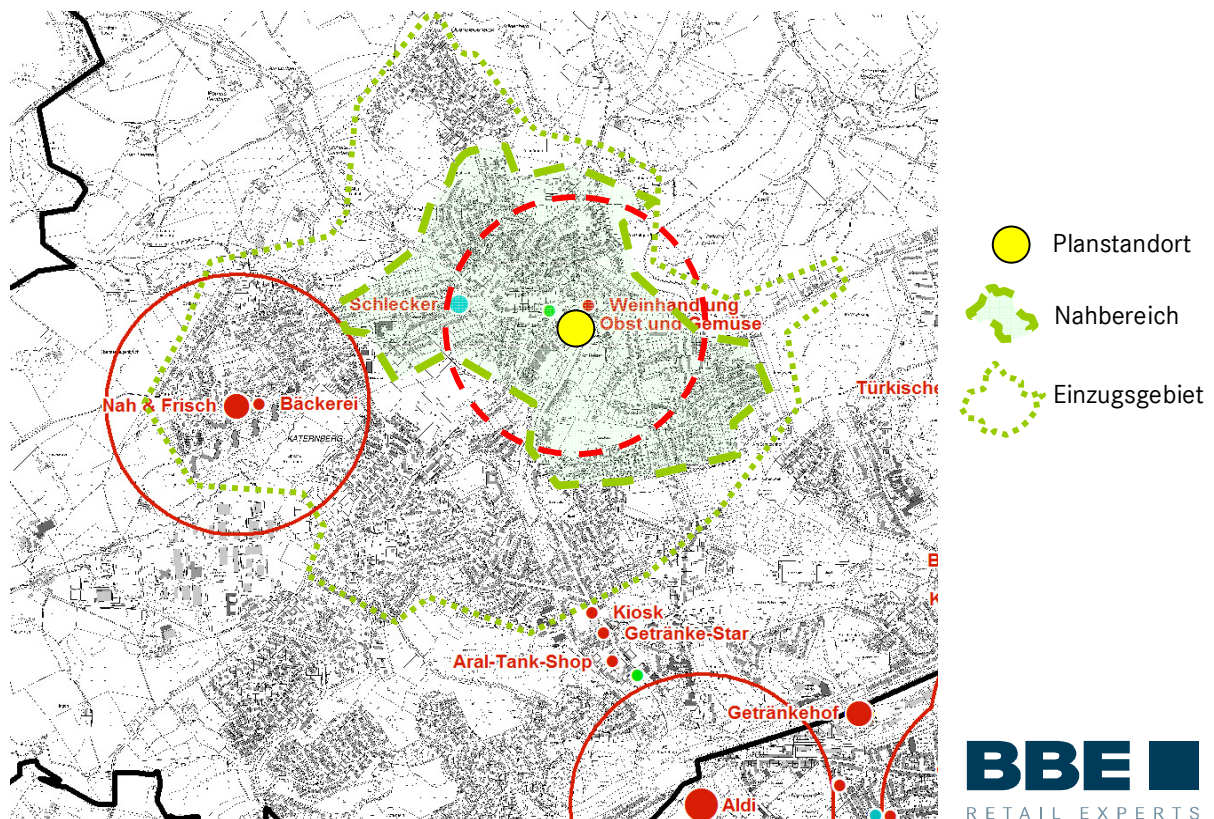 Planstandort
Schlecker
Weinhandlung
Obst und Gemüse
Nahbereich
Türkische
Einzugsgebiet
Nah & Frisch
Bäckerei
KATERNBERG
E
E
B
K
Kiosk
Getränke-Star
Aral-Tank-Shop
Getränkehof
Aldi
BBE
RETAIL EXPERTS